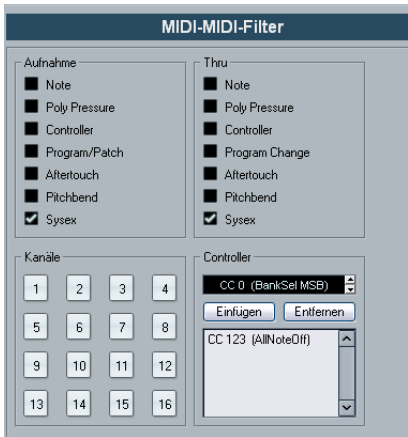 MIDI-MIDI-Filter
Aufnahme
Note
Poly Pressure
Controller
Program/Patch
Aftertouch
Pitchbend
Sysex
Thru
Note
Poly Pressure
Controller
Program Change
Aftertouch
Pitchbend
Sysex
Kanäle
1 2 3 4
5 6 7 8
9 10 11 12
13 14 15 16
Controller
CC 0 (BankSel MSB)
Einfügen Entfernen
CC 123 (AllNoteOff)